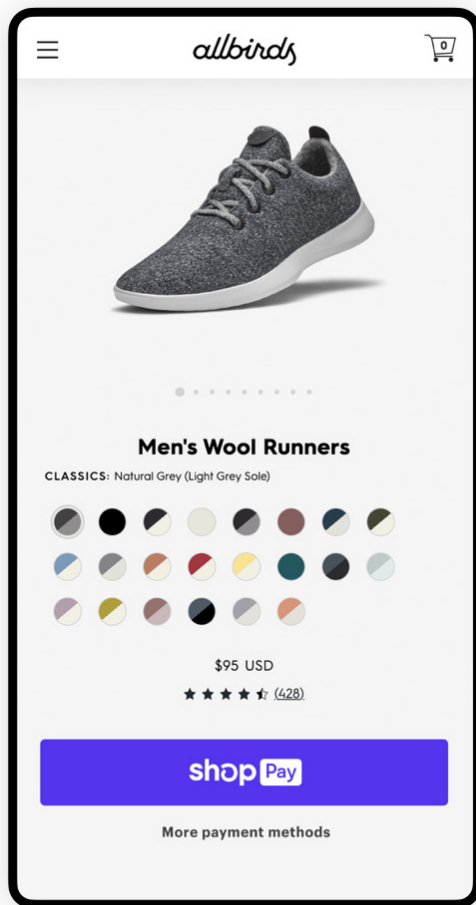 0
allbirds
Men's Wool Runners
CLASSICS: Natural Grey (Light Grey Sole)
$95 USD
(428)
shop Pay
More payment methods